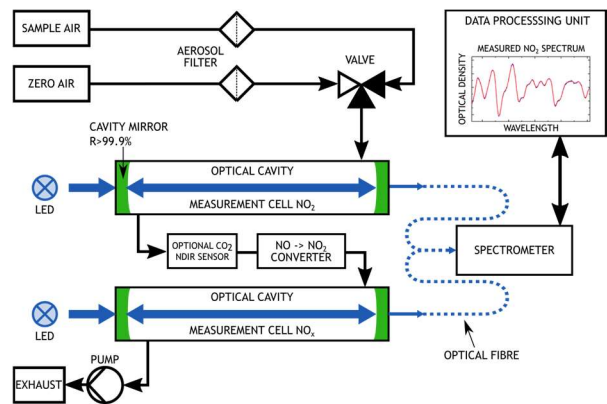 SAMPLE AIR
AEROSOL
FILTER
ZERO AIR
VALVE
DATA PROCESSSING UNIT
MEASURED NO₂ SPECTRUM
OPTICAL DENSITY
WAVELENGTH
CAVITY MIRROR
R>99.9%
LED
OPTICAL CAVITY
MEASUREMENT CELL NO₂
OPTIONAL CO₂
NDIR SENSOR
NO -> NO₂
CONVERTER
SPECTROMETER
LED
OPTICAL CAVITY
MEASUREMENT CELL NOₓ
OPTICAL FIBRE
PUMP
EXHAUST